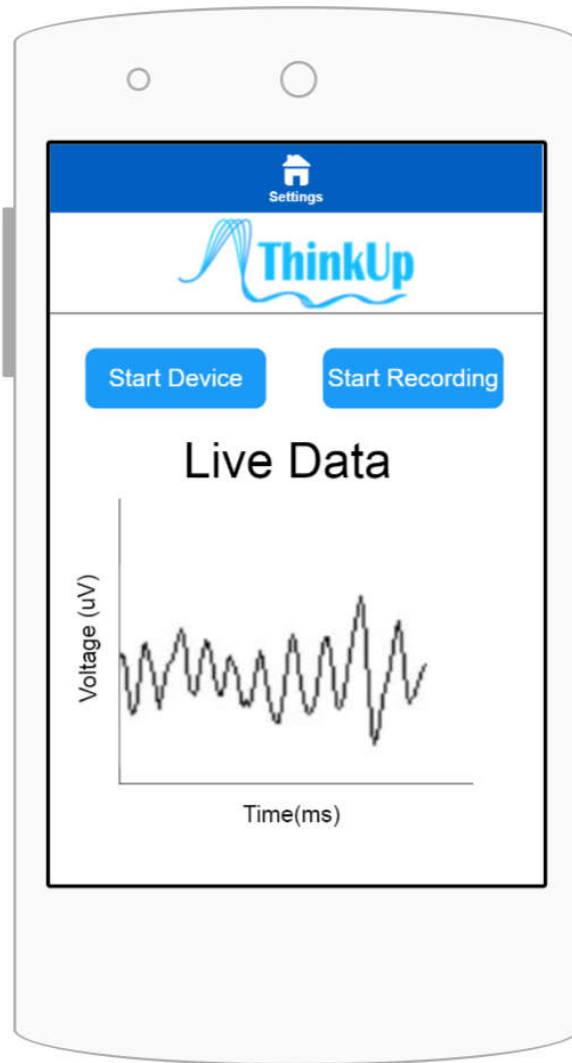 Settings
ThinkUp
Start Device
Start Recording
Live Data
Voltage (uV)
Time(ms)